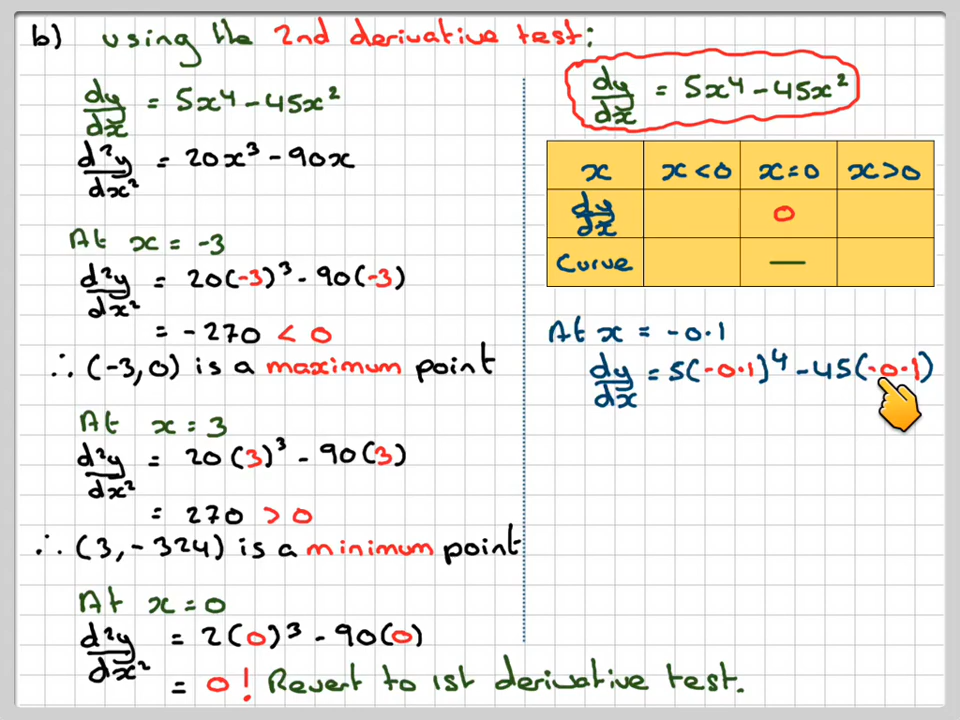 b) using the 2nd derivative test:
dy/dx = 5x⁴ - 45x²
d²y/dx² = 20x³ - 90x
At x = -3
d²y/dx² = 20(-3)³ - 90(-3)
= -270 < 0
∴ (-3,0) is a maximum point
At x = 3
d²y/dx² = 20(3)³ - 90(3)
= 270 > 0
∴ (3,-324) is a minimum point
At x = 0
d²y/dx² = 2(0)³ - 90(0)
= 0! Revert to 1st derivative test.
dy/dx = 5x⁴ - 45x²
x x<0 x=0 x>0
dy/dx 0
Curve —
At x = -0.1
dy/dx = 5(-0.1)⁴ - 45(-0.1)